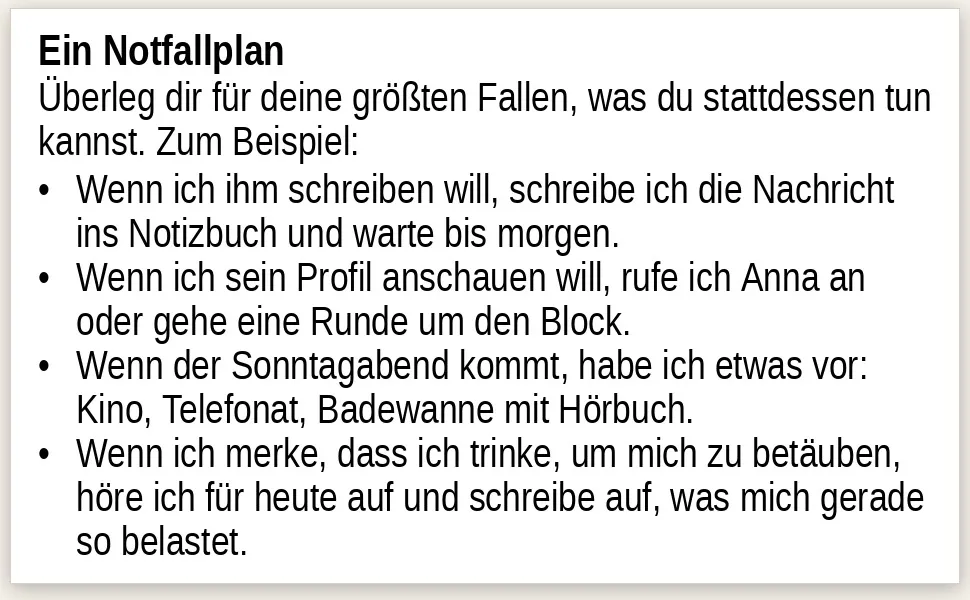 Ein Notfallplan
Überleg dir für deine größten Fallen, was du stattdessen tun
kannst. Zum Beispiel:
• Wenn ich ihm schreiben will, schreibe ich die Nachricht
ins Notizbuch und warte bis morgen.
• Wenn ich sein Profil anschauen will, rufe ich Anna an
oder gehe eine Runde um den Block.
• Wenn der Sonntagabend kommt, habe ich etwas vor:
Kino, Telefonat, Badewanne mit Hörbuch.
• Wenn ich merke, dass ich trinke, um mich zu betäuben,
höre ich für heute auf und schreibe auf, was mich gerade
so belastet.